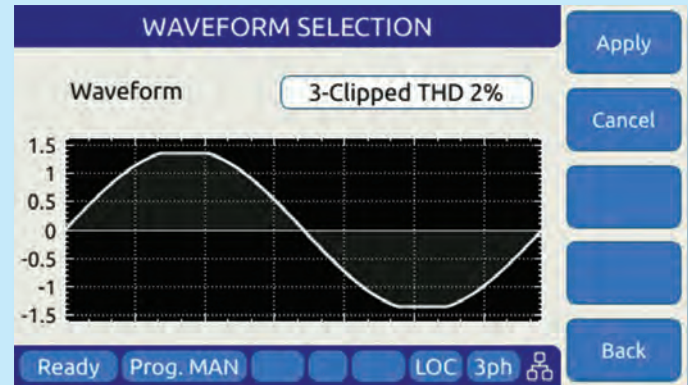 WAVEFORM SELECTION
Waveform
3-Clipped THD 2%
1.5
1
0.5
0
-0.5
-1
-1.5
Ready
Prog. MAN
LOC
3ph
Apply
Cancel
Back